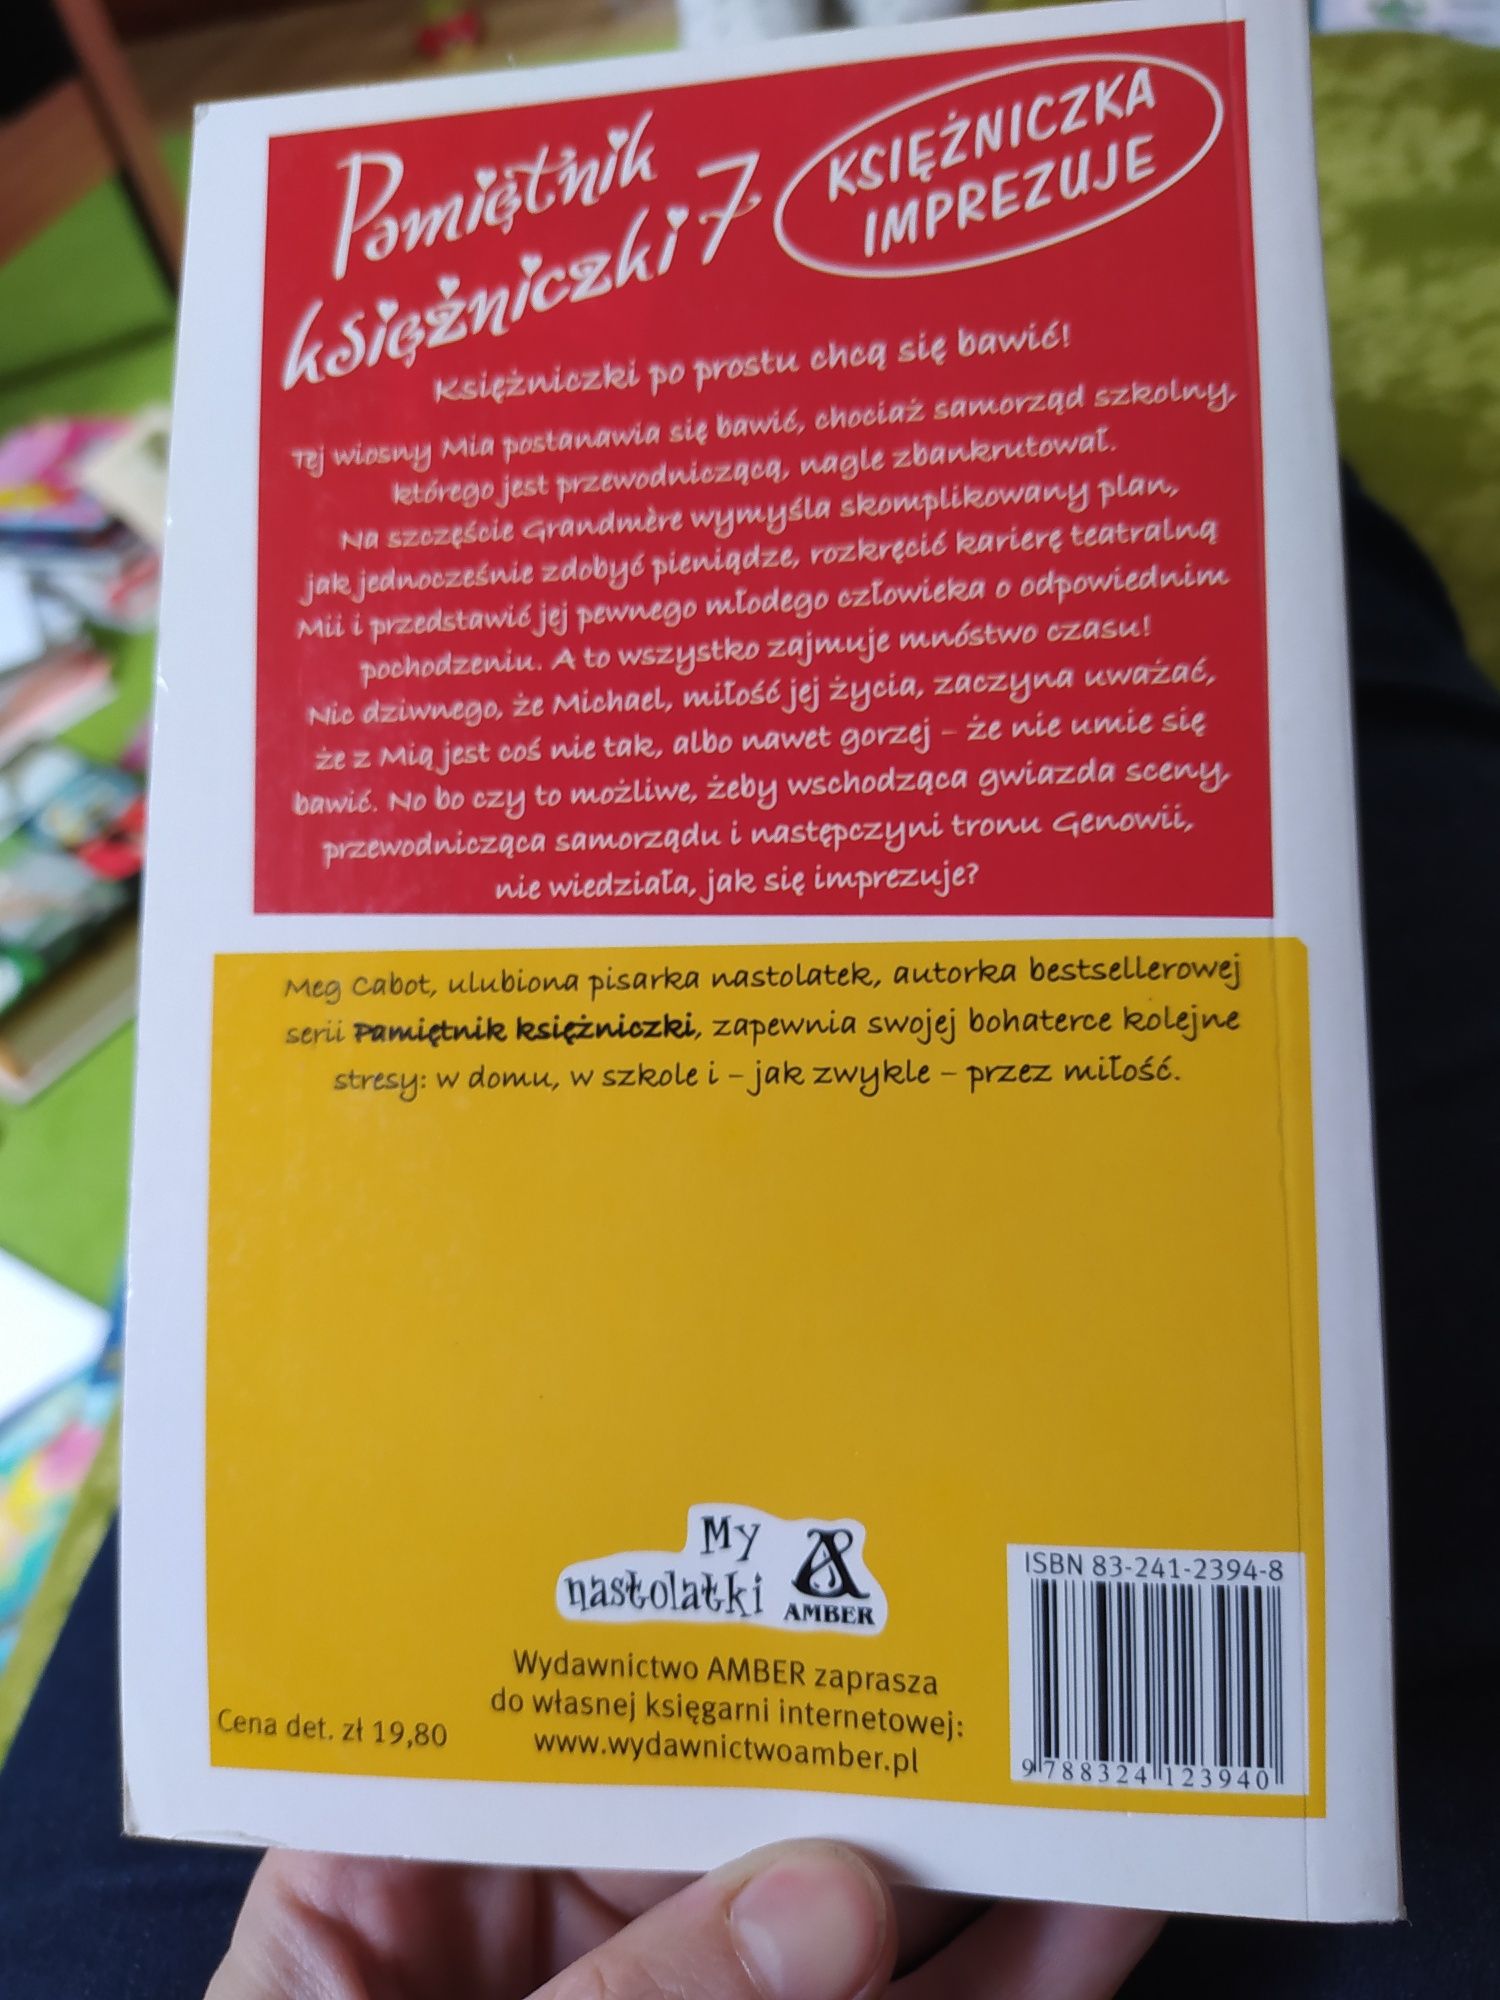 Pamiętnik
księżniczki 7
KSIĘŻNICZKA
IMPREZUJE
Księżniczki po prostu chcą się bawić!
Tej wiosny Mia postanawia się bawić, chociaż samorząd szkolny,
którego jest przewodniczącą, nagle zbankrutował.
Na szczęście Grandmère wymyśla skomplikowany plan,
jak jednocześnie zdobyć pieniądze, rozkręcić karierę teatralną
Mii i przedstawić jej pewnego młodego człowieka o odpowiednim
pochodzeniu. A to wszystko zajmuje mnóstwo czasu!
Nic dziwnego, że Michael, miłość jej życia, zaczyna uważać,
że z Mią jest coś nie tak, albo nawet gorzej – że nie umie się
bawić. No bo czy to możliwe, żeby wschodząca gwiazda sceny,
przewodnicząca samorządu i następczyni tronu Genowii,
nie wiedziała, jak się imprezuje?
Meg Cabot, ulubiona pisarka nastolatek, autorka bestsellerowej
serii Pamiętnik księżniczki, zapewnia swojej bohaterce kolejne
stresy: w domu, w szkole i – jak zwykle – przez miłość.
My
nastolatki
AMBER
Wydawnictwo AMBER zaprasza
do własnej księgarni internetowej:
www.wydawnictwoamber.pl
Cena det. zł 19,80
ISBN 83-241-2394-8
9 788324 123940